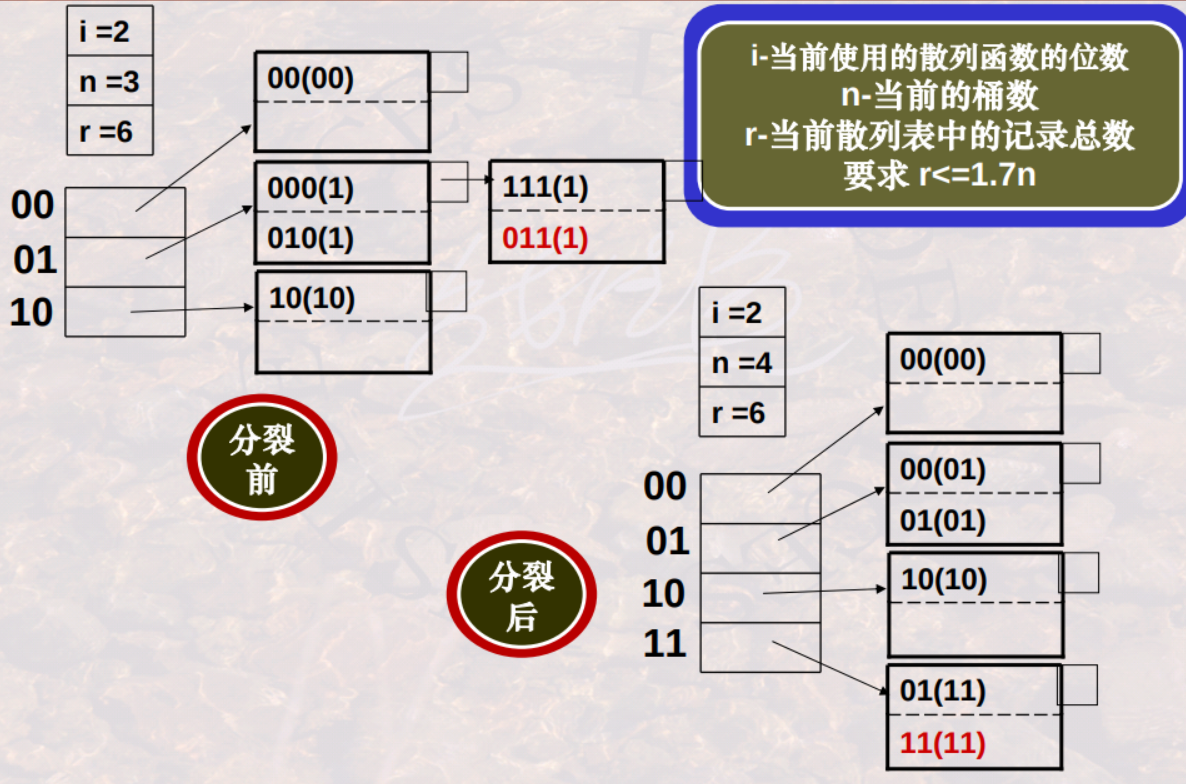 i =2
n =3
r =6
00
01
10
00(00)
000(1)
010(1)
111(1)
011(1)
10(10)
i-当前使用的散列函数的位数
n-当前的桶数
r-当前散列表中的记录总数
要求 r<=1.7n
分裂
前
i =2
n =4
r =6
00
01
10
11
00(00)
00(01)
01(01)
10(10)
01(11)
11(11)
分裂
后